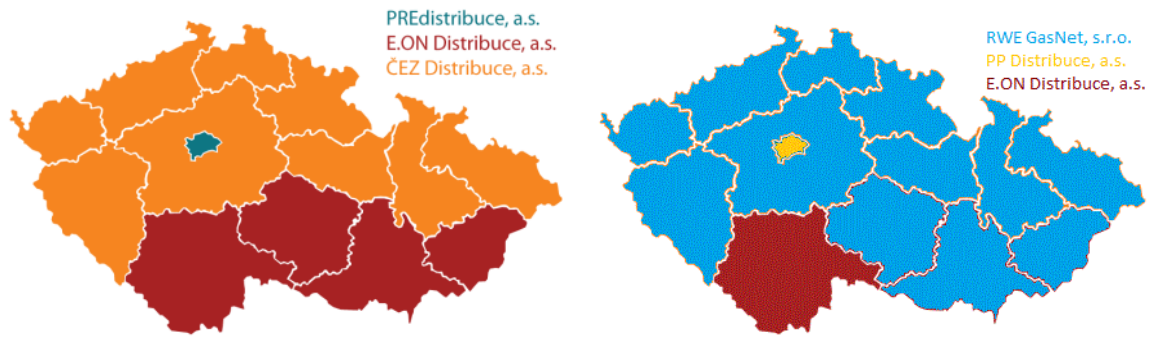 PREdistribuce, a.s.
E.ON Distribuce, a.s.
ČEZ Distribuce, a.s.
RWE GasNet, s.r.o.
PP Distribuce, a.s.
E.ON Distribuce, a.s.